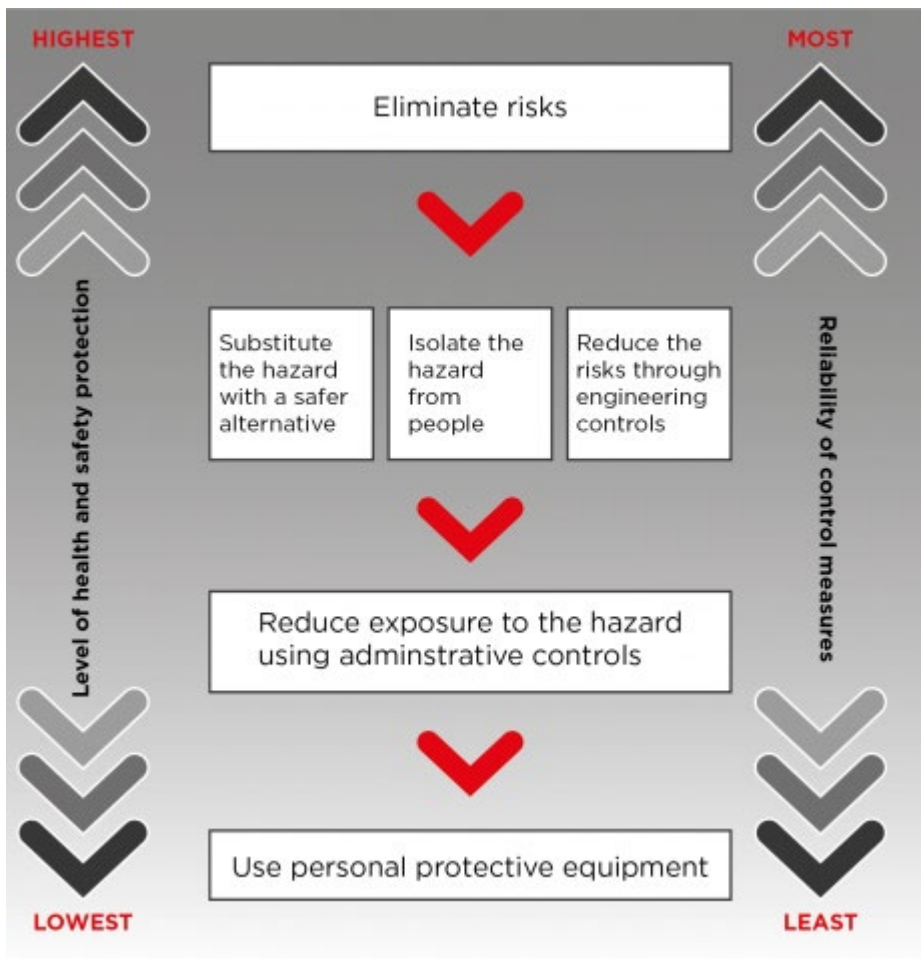 HIGHEST
MOST
Eliminate risks
Substitute
the hazard
with a safer
alternative
Isolate the
hazard
from
people
Reduce the
risks through
engineering
controls
Level of health and safety protection
Reliability of control measures
Reduce exposure to the hazard
using adminstrative controls
Use personal protective equipment
LOWEST
LEAST